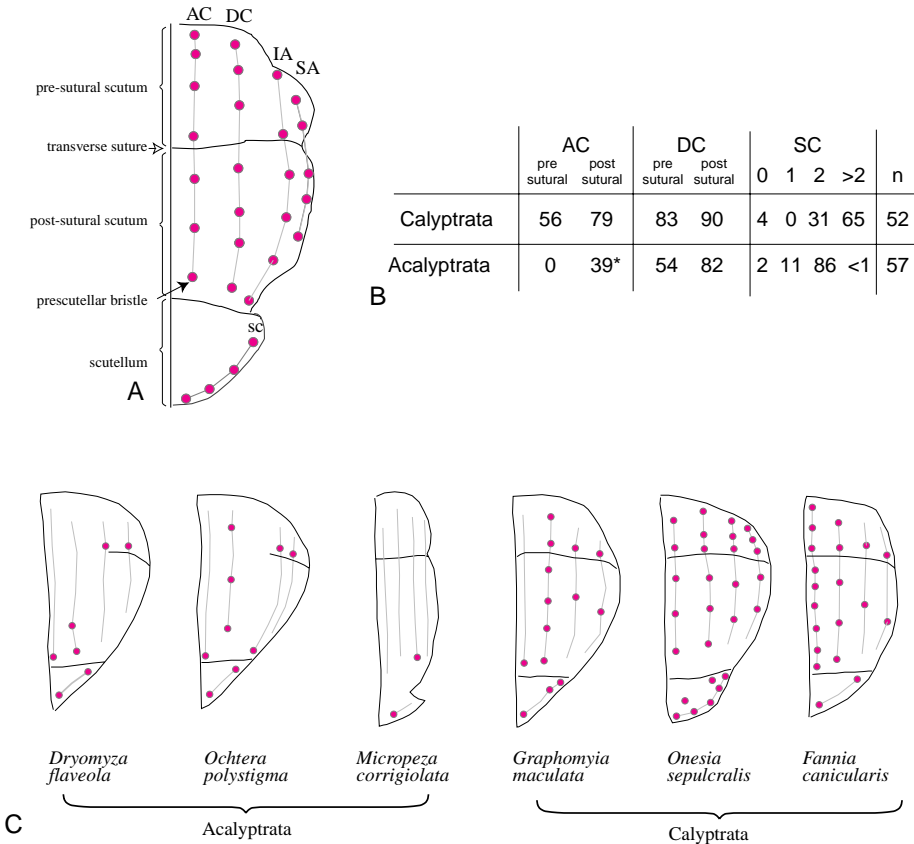 AC DC
IA
SA
pre-sutural scutum
transverse suture
post-sutural scutum
prescutellar bristle
sc
scutellum
A
AC DC SC
pre sutural post sutural pre sutural post sutural 0 1 2 >2 n
Calyptrata 56 79 83 90 4 0 31 65 52
Acalyptrata 0 39* 54 82 2 11 86 <1 57
B
Dryomyza flaveola
Ochtera polystigma
Micropeza corrigiolata
Graphomyia maculata
Onesia sepulcralis
Fannia canicularis
C
Acalyptrata
Calyptrata